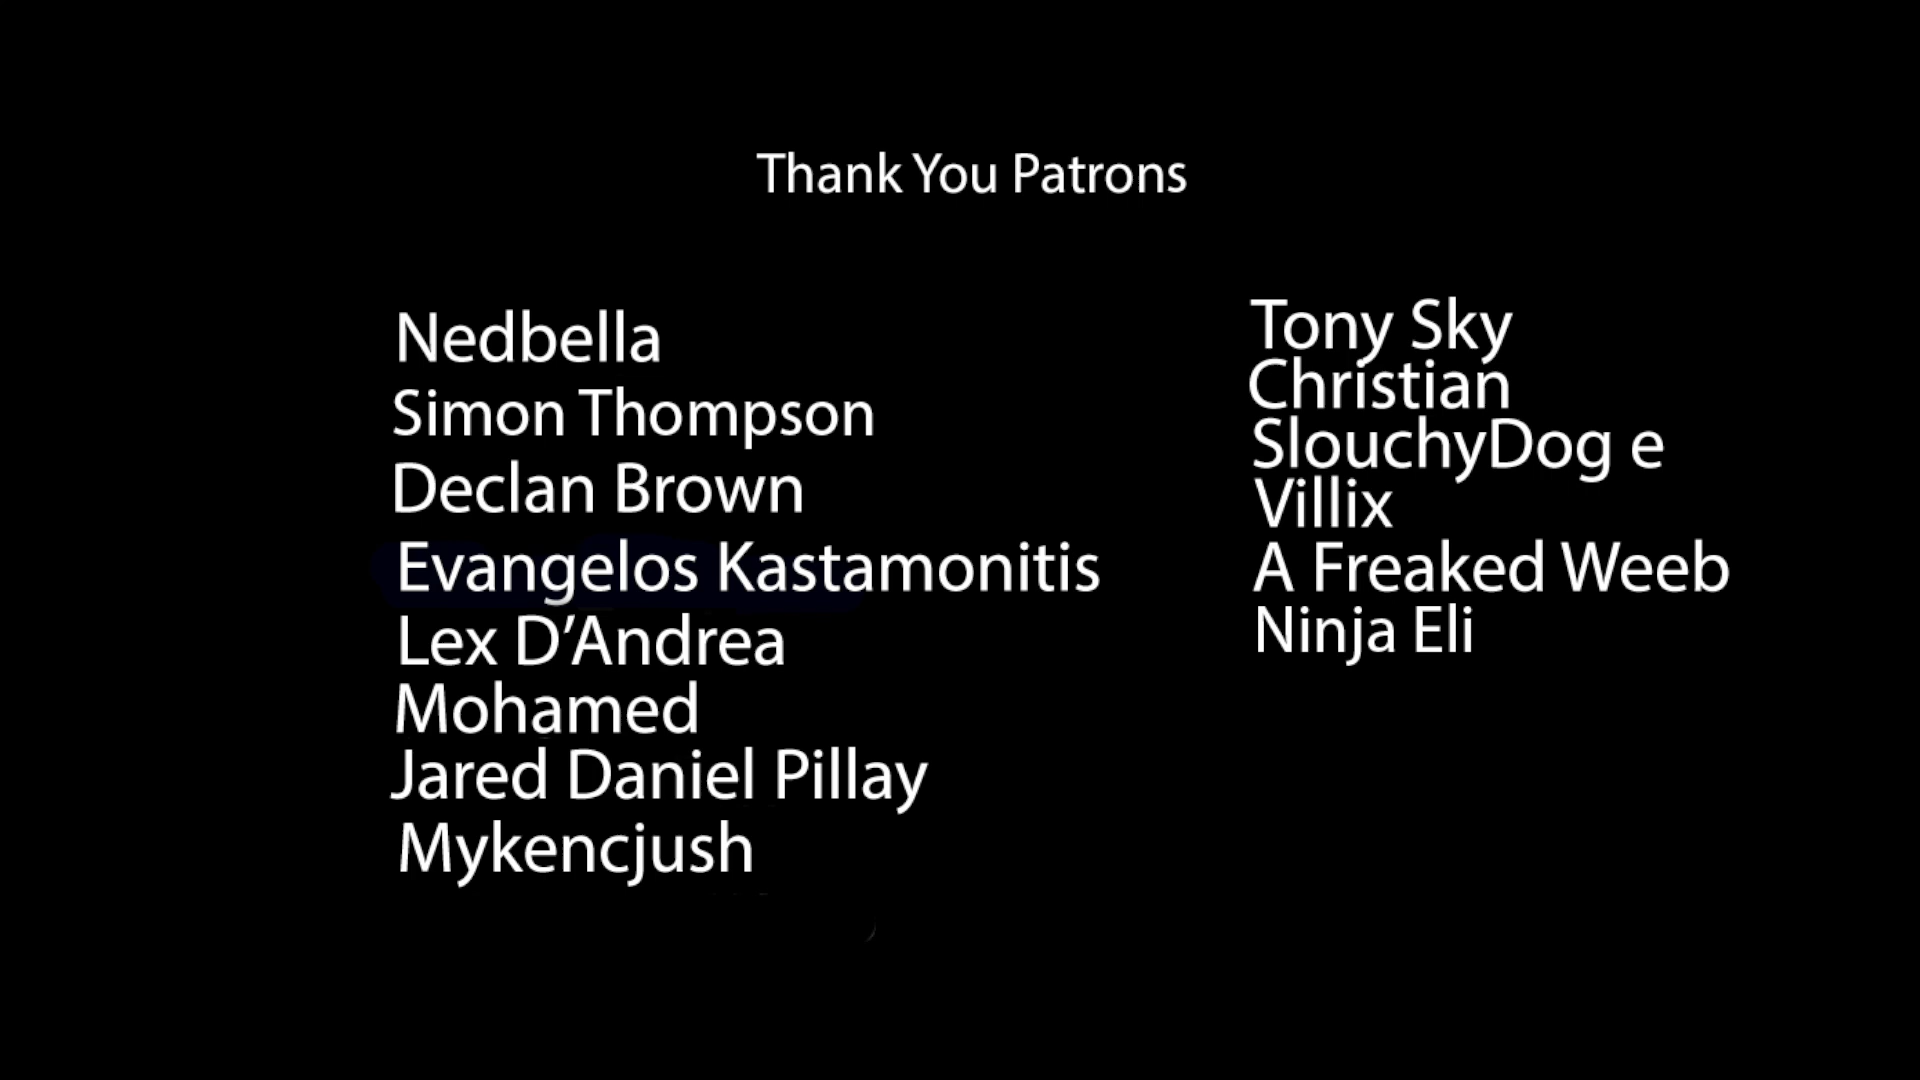 Thank You Patrons
Nedbella
Simon Thompson
Declan Brown
Evangelos Kastamonitis
Lex D’Andrea
Mohamed
Jared Daniel Pillay
Mykencjush
Tony Sky
Christian
SlouchyDog e
Villix
A Freaked Weeb
Ninja Eli